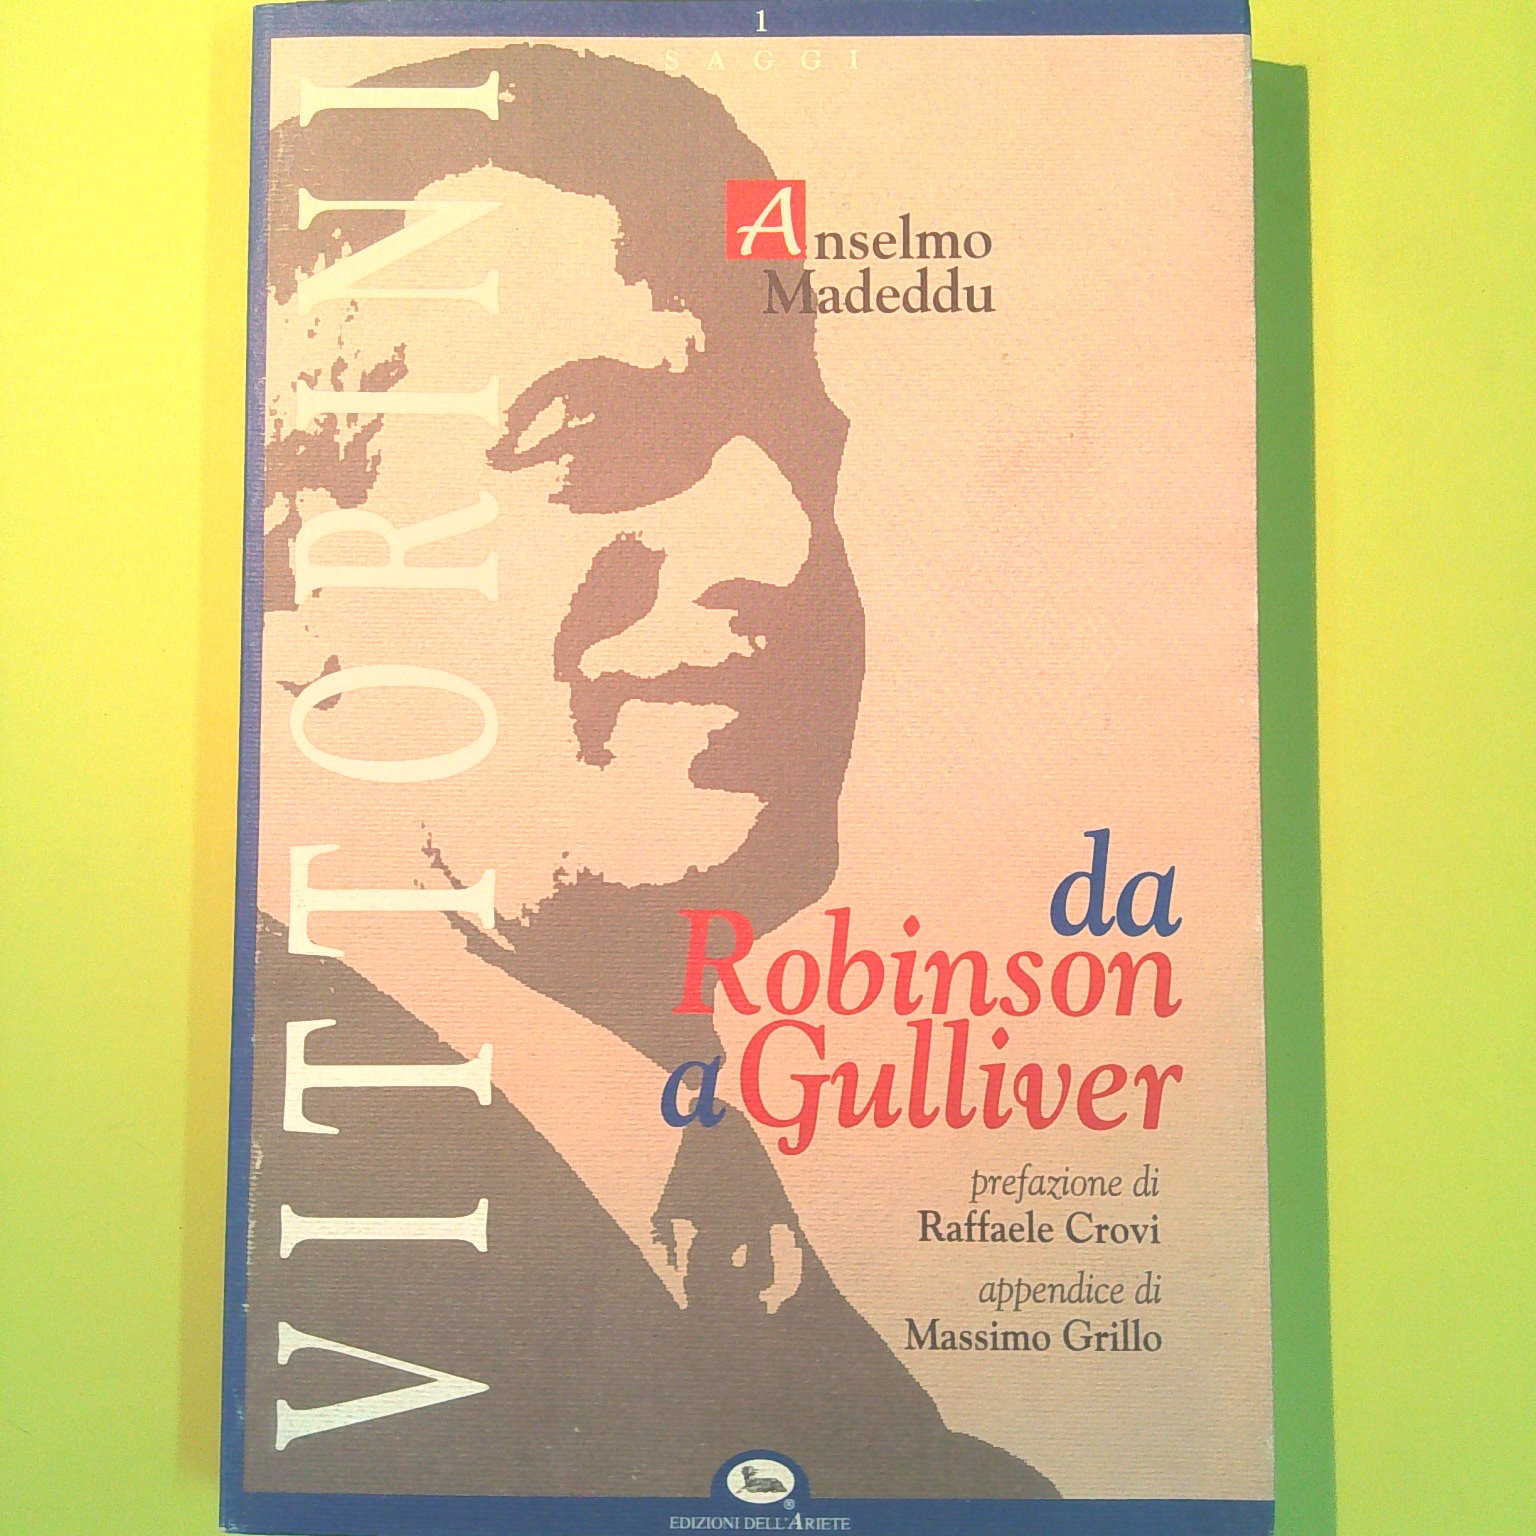 1
SAGGI
Anselmo
Madeddu
VITTORINI
da
Robinson
a Gulliver
prefazione di
Raffaele Crovi
appendice di
Massimo Grillo
®
EDIZIONI DELL'ARIETE